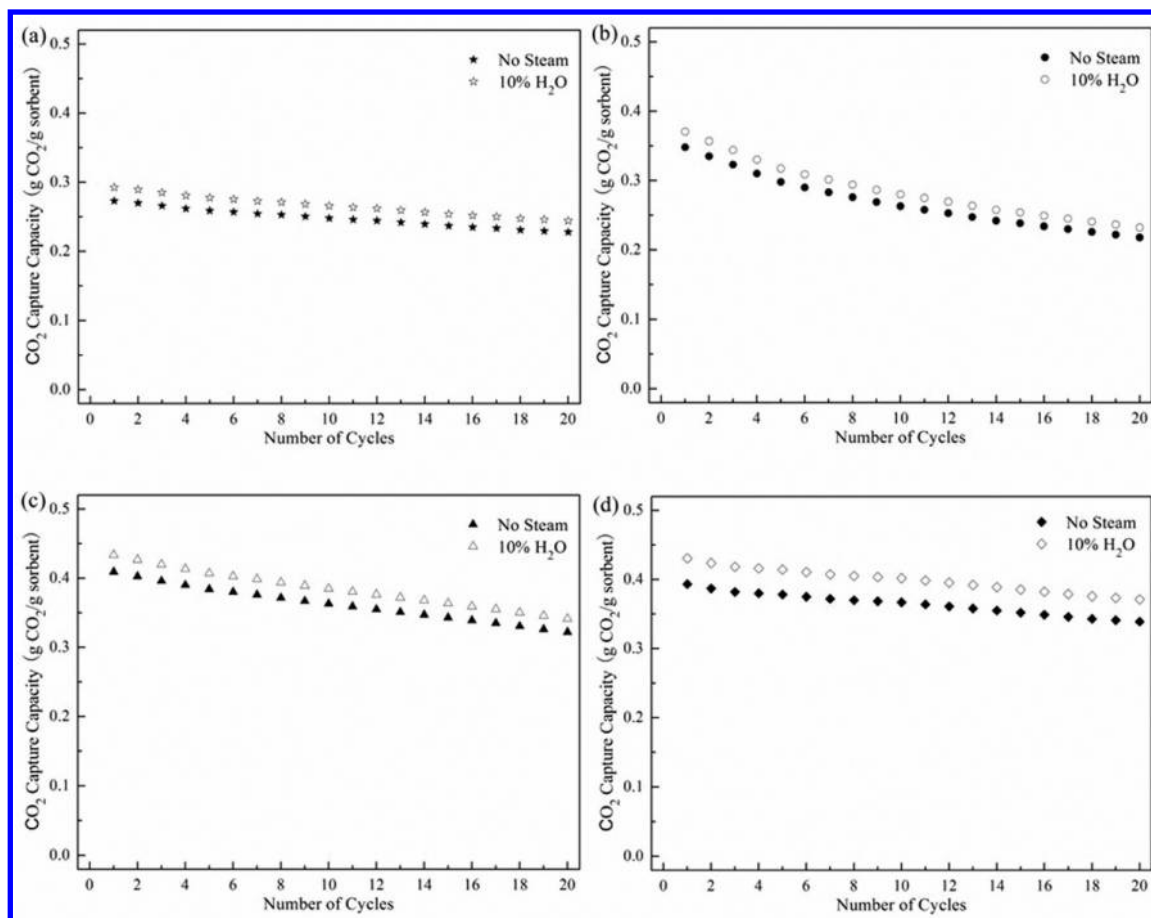 (a)
No Steam
10% H₂O
0.5
0.4
0.3
0.2
0.1
0.0
CO₂ Capture Capacity (g CO₂/g sorbent)
0 2 4 6 8 10 12 14 16 18 20
Number of Cycles
(b)
No Steam
10% H₂O
0.5
0.4
0.3
0.2
0.1
0.0
CO₂ Capture Capacity (g CO₂/g sorbent)
0 2 4 6 8 10 12 14 16 18 20
Number of Cycles
(c)
No Steam
10% H₂O
0.5
0.4
0.3
0.2
0.1
0.0
CO₂ Capture Capacity (g CO₂/g sorbent)
0 2 4 6 8 10 12 14 16 18 20
Number of Cycles
(d)
No Steam
10% H₂O
0.5
0.4
0.3
0.2
0.1
0.0
CO₂ Capture Capacity (g CO₂/g sorbent)
0 2 4 6 8 10 12 14 16 18 20
Number of Cycles